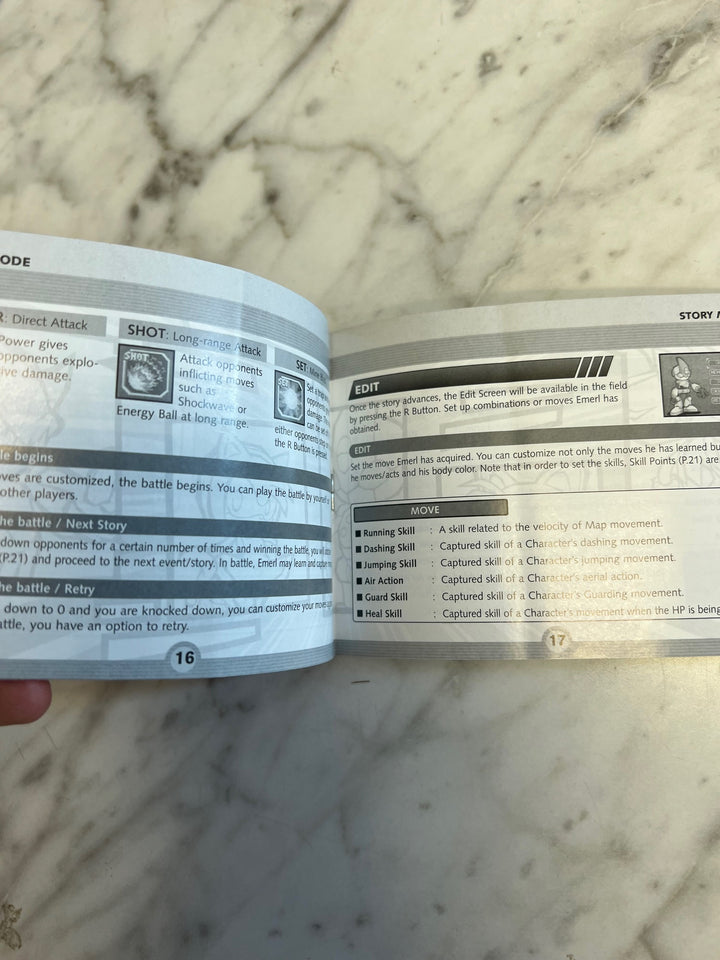 ODE
R: Direct Attack
Power gives
opponents explo-
ive damage.
SHOT: Long-range Attack
SHOT
Attack opponents
inflicting moves
such as
Shockwave or
Energy Ball at long range.
SET:
Set a
opponents
damage.
can be set
either opponents
the R Button is pressed.
le begins
ves are customized, the battle begins. You can play the battle by yourself
other players.
he battle / Next Story
down opponents for a certain number of times and winning the battle, you will
(P.21) and proceed to the next event/story. In battle, Emerl may learn and capture
he battle / Retry
down to 0 and you are knocked down, you can customize your moves
attle, you have an option to retry.
16
STORY M
EDIT
Once the story advances, the Edit Screen will be available in the field
by pressing the R Button. Set up combinations or moves Emerl has
obtained.
EDIT
Set the move Emerl has acquired. You can customize not only the moves he has learned bu
he moves/acts and his body color. Note that in order to set the skills, Skill Points (P.21) are
MOVE
■ Running Skill : A skill related to the velocity of Map movement.
■ Dashing Skill : Captured skill of a Character's dashing movement.
■ Jumping Skill : Captured skill of a Character's jumping movement.
■ Air Action : Captured skill of a Character's aerial action.
■ Guard Skill : Captured skill of a Character's Guarding movement.
■ Heal Skill : Captured skill of a Character's movement when the HP is being
17